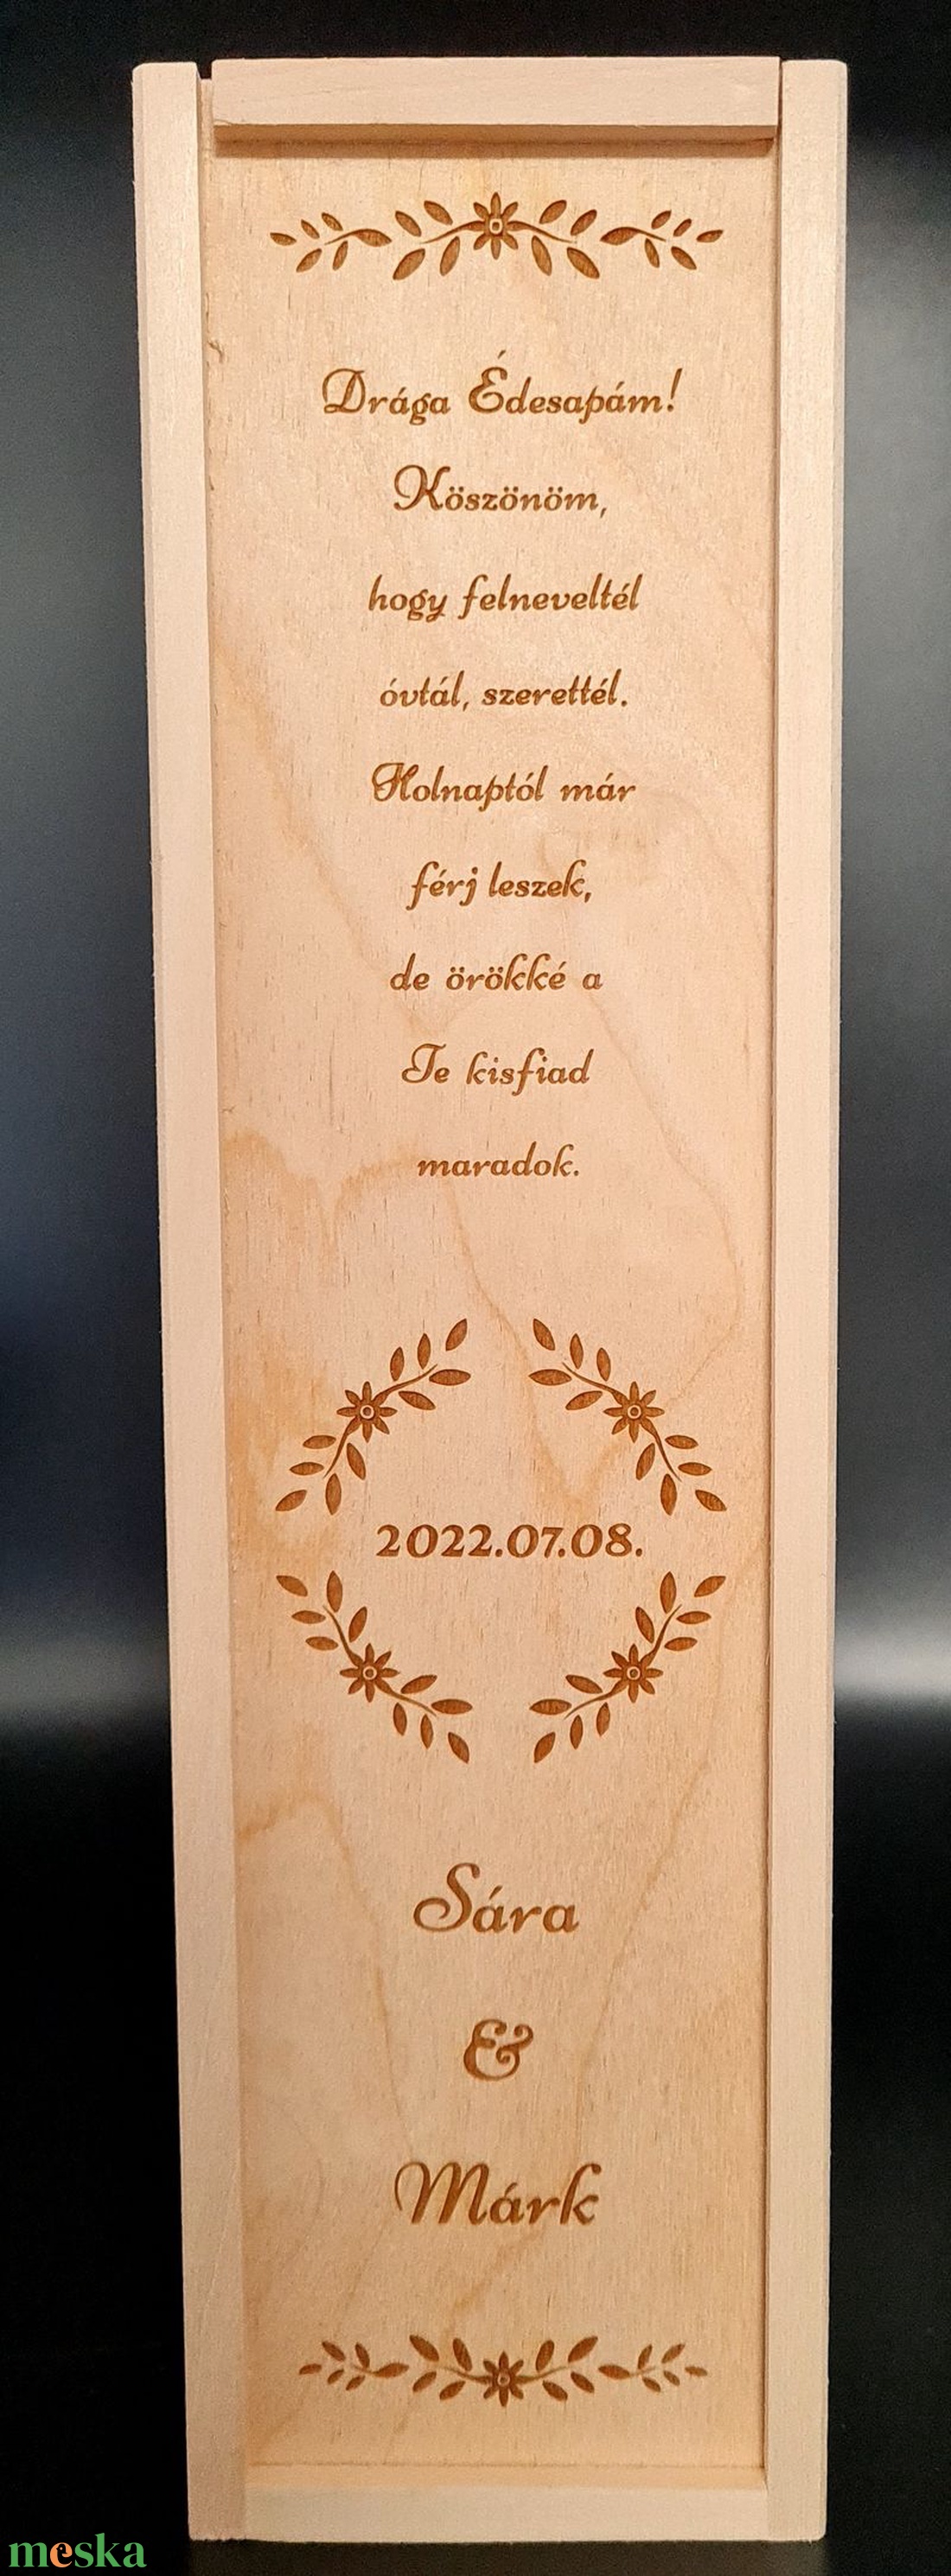 Drága Édesapám!
Köszönöm,
hogy felneveltél
óvtál, szerettél.
Holnaptól már
férj leszek,
de örökké a
Te kisfiad
maradok.
2022.07.08.
Sára
&
Márk
meska